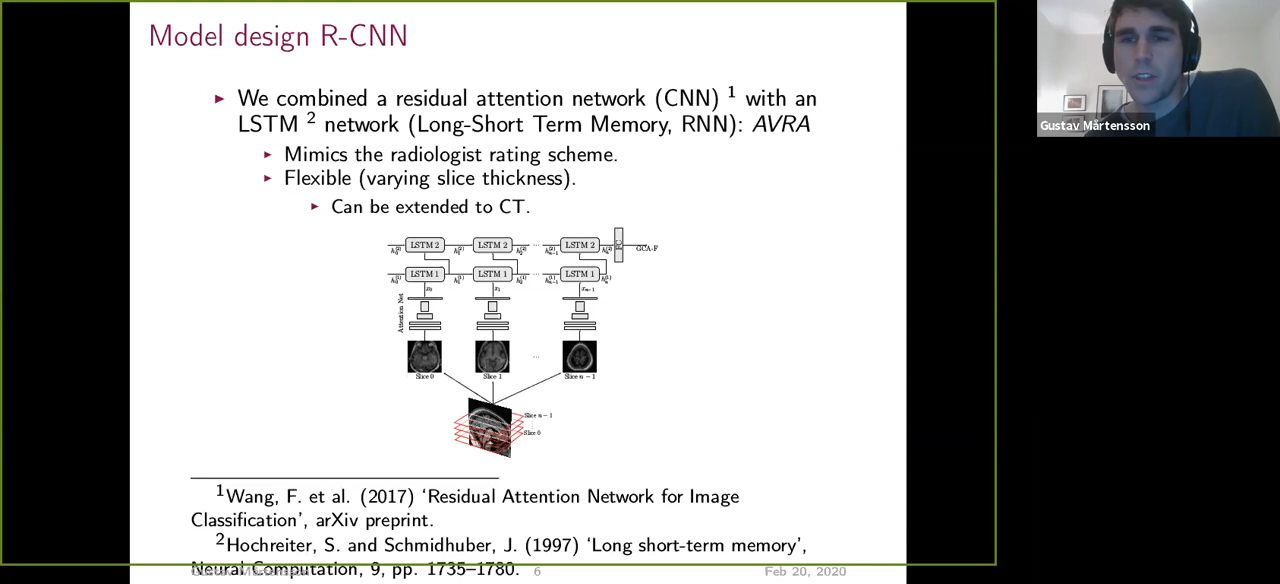 Model design R-CNN
▶ We combined a residual attention network (CNN) 1 with an
LSTM 2 network (Long-Short Term Memory, RNN): AVRA
▶ Mimics the radiologist rating scheme.
▶ Flexible (varying slice thickness).
▶ Can be extended to CT.
LSTM 2 LSTM 2 ... LSTM 2 FC GCA-F
LSTM 1 LSTM 1 ... LSTM 1
Attention Net
...
Slice 0 Slice 1 Slice n − 1
Slice n − 1
Slice 0
1Wang, F. et al. (2017) ‘Residual Attention Network for Image
Classification’, arXiv preprint.
2Hochreiter, S. and Schmidhuber, J. (1997) ‘Long short-term memory’,
Neural Computation, 9, pp. 1735–1780.
Gustav Mårtensson 6 Feb 20, 2020
Gustav Mårtensson